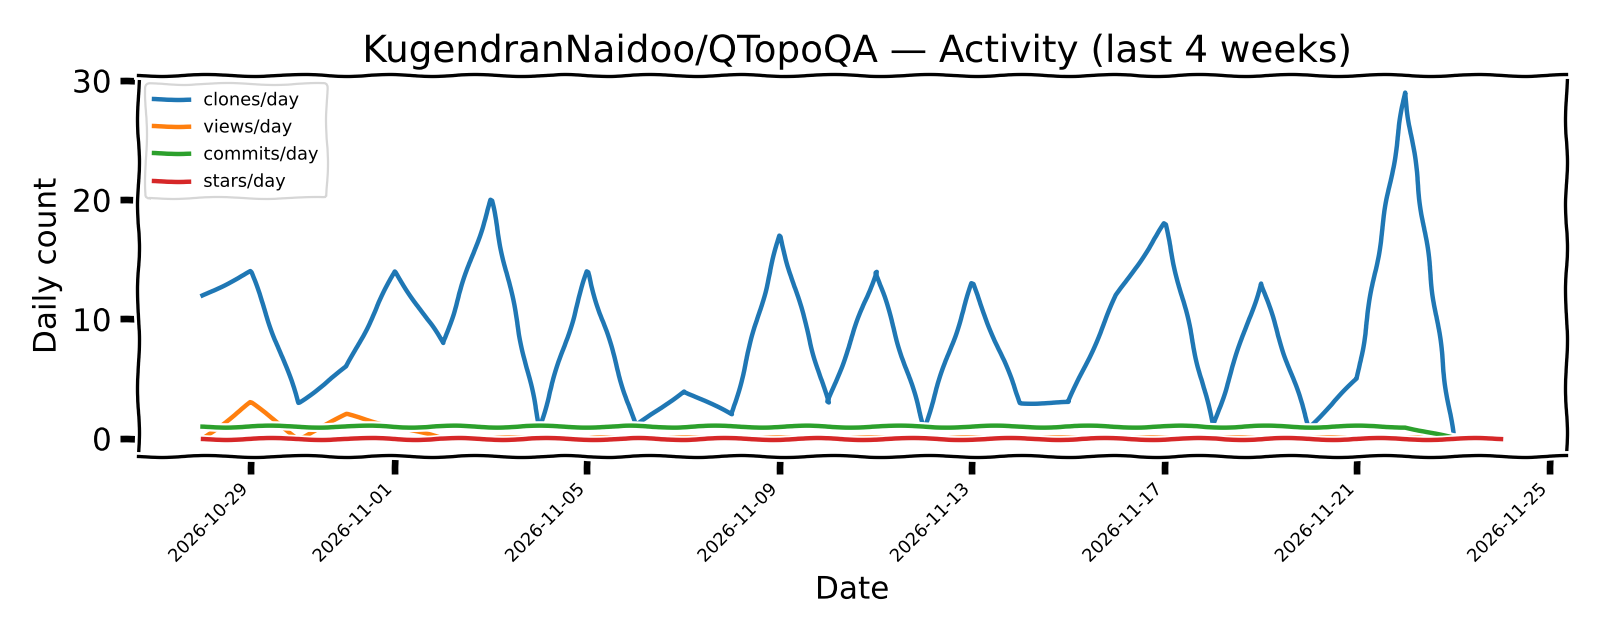 KugendranNaidoo/QTopoQA — Activity (last 4 weeks)
30
20
10
0
Daily count
clones/day
views/day
commits/day
stars/day
2026-10-29
2026-11-01
2026-11-05
2026-11-09
2026-11-13
2026-11-17
2026-11-21
2026-11-25
Date